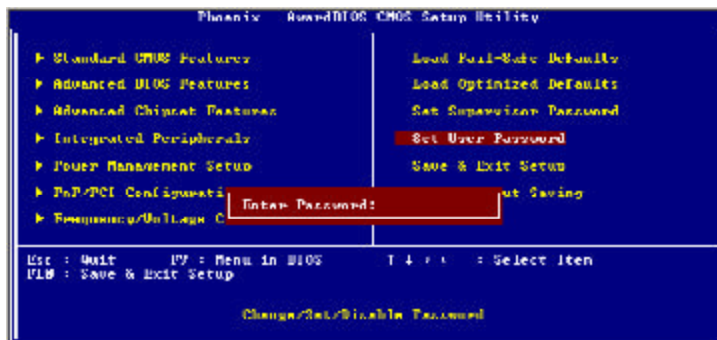 Phoenix - AwardBIOS CMOS Setup Utility
Standard CMOS Features
Advanced BIOS Features
Advanced Chipset Features
Integrated Peripherals
Power Management Setup
PnP/PCI Configurati
Frequency/Voltage C
Load Fail-Safe Defaults
Load Optimized Defaults
Set Supervisor Password
Set User Password
Save & Exit Setup
ut Saving
Enter Password:
Esc : Quit F9 : Menu in BIOS ↑ ↓ → ← : Select Item
F10 : Save & Exit Setup
Change/Set/Disable Password